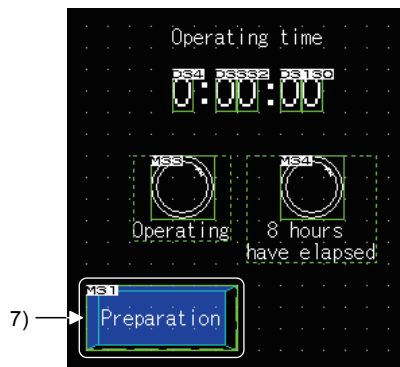 Operating time
DS4 DS3S2 DS1S0
0:00:00
MS3 MS4
Operating
8 hours
have elapsed
MS1
7)
Preparation